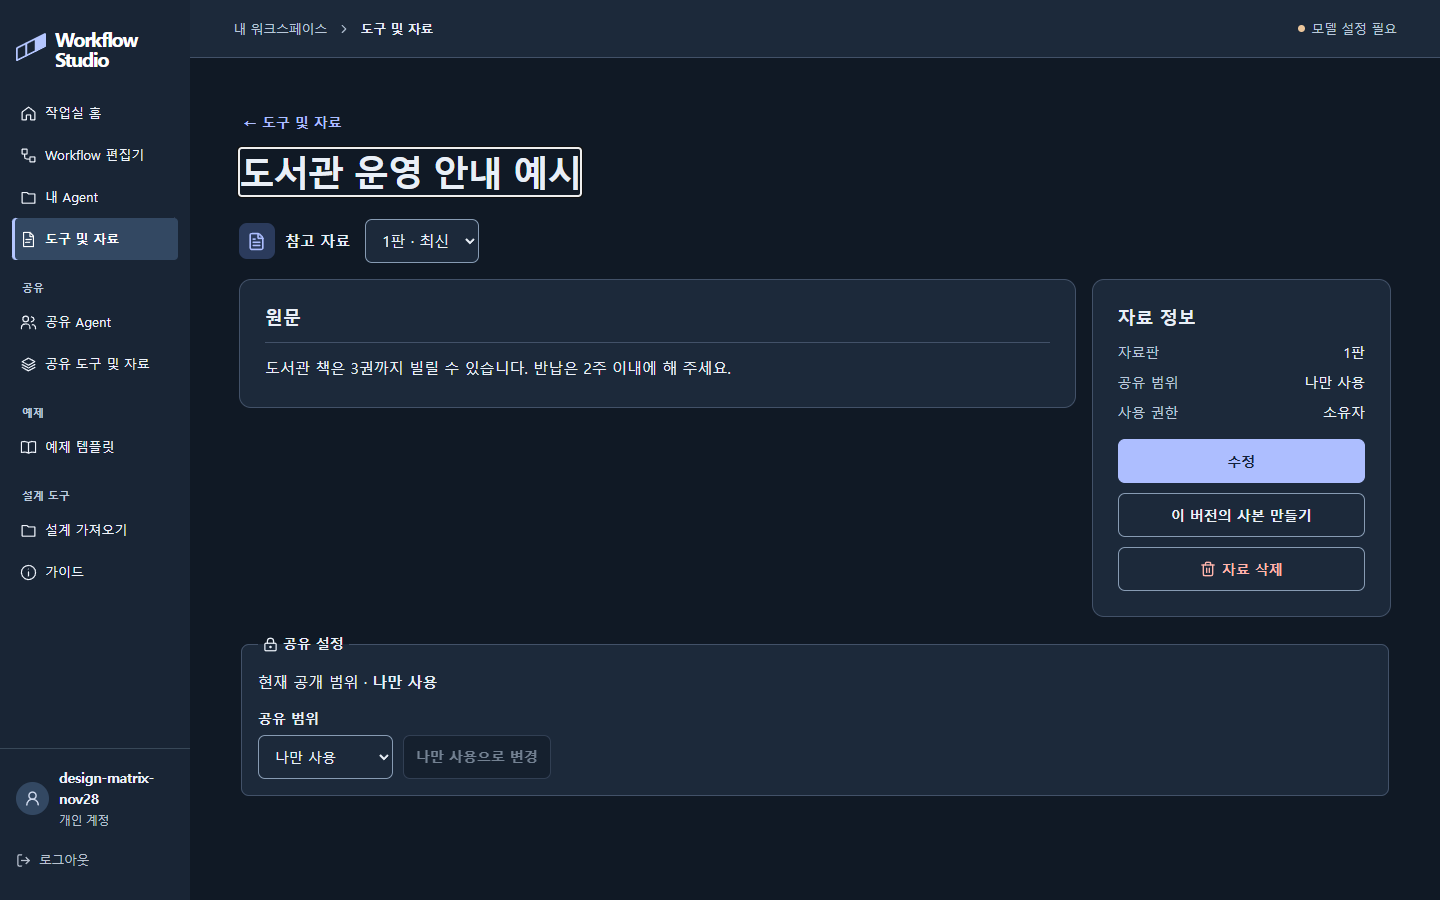 Workflow
Studio
작업실 홈
Workflow 편집기
내 Agent
도구 및 자료
공유
공유 Agent
공유 도구 및 자료
예제
예제 템플릿
설계 도구
설계 가져오기
가이드
design-matrix-
nov28
개인 계정
로그아웃
내 워크스페이스 > 도구 및 자료
모델 설정 필요
← 도구 및 자료
도서관 운영 안내 예시
참고 자료
1판 · 최신
원문
도서관 책은 3권까지 빌릴 수 있습니다. 반납은 2주 이내에 해 주세요.
자료 정보
자료판 1판
공유 범위 나만 사용
사용 권한 소유자
수정
이 버전의 사본 만들기
자료 삭제
공유 설정
현재 공개 범위 · 나만 사용
공유 범위
나만 사용
나만 사용으로 변경